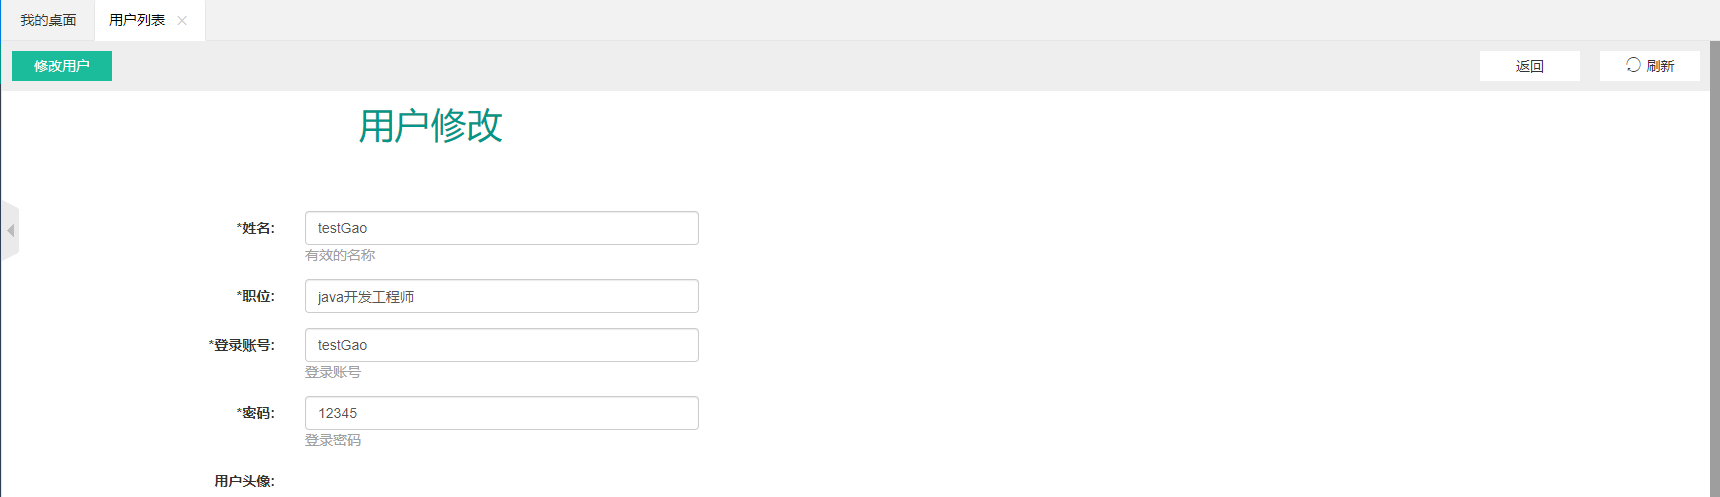 我的桌面 用户列表
修改用户 返回 刷新
用户修改
*姓名: testGao
有效的名称
*职位: java开发工程师
*登录账号: testGao
登录账号
*密码: 12345
登录密码
用户头像: